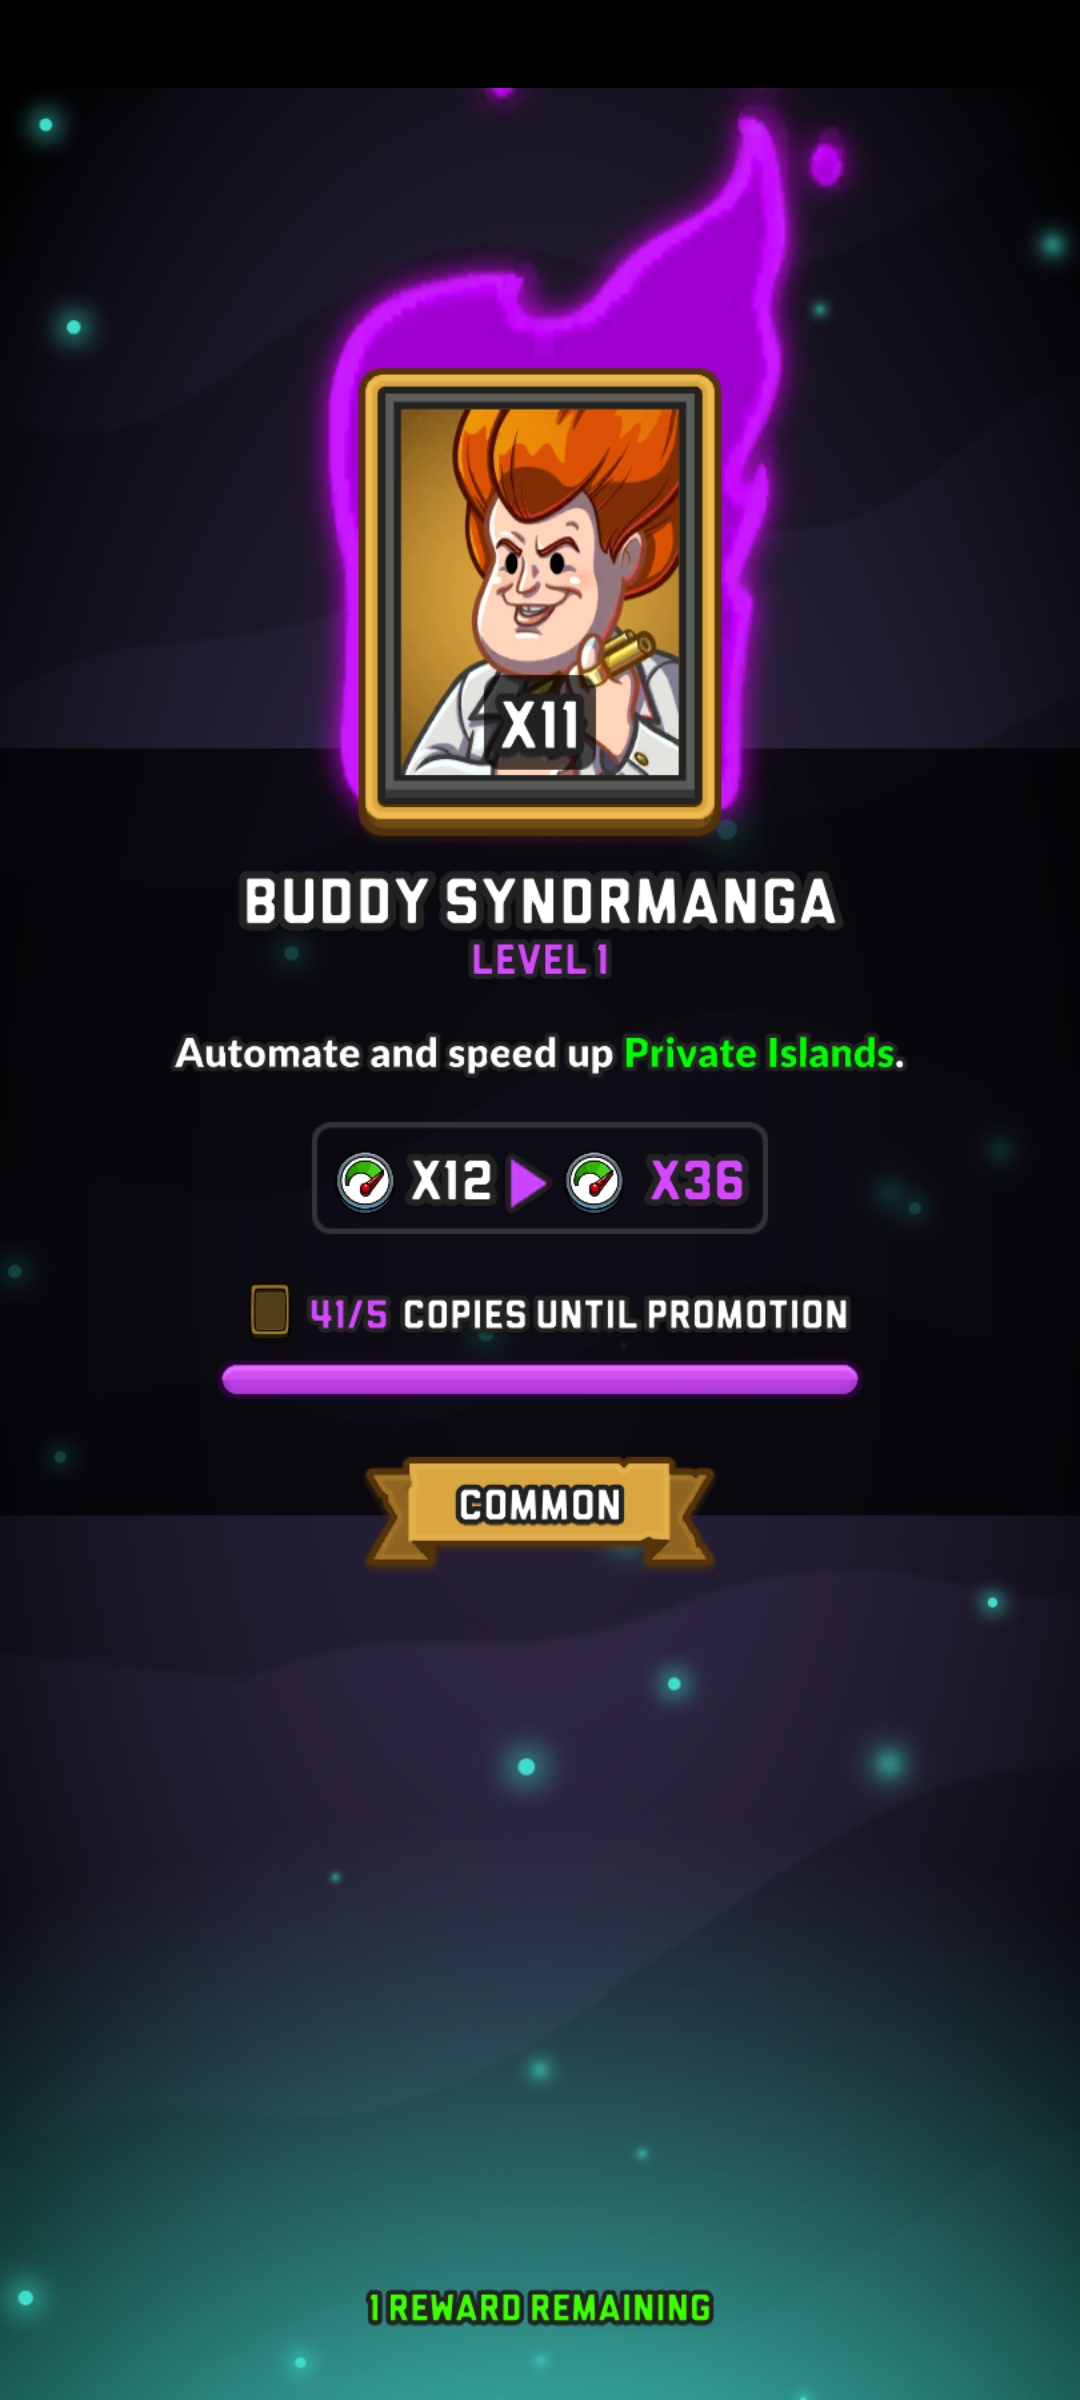 X11
BUDDY SYNDRMANGA
LEVEL 1
Automate and speed up Private Islands.
X12 X36
41/5 COPIES UNTIL PROMOTION
COMMON
1 REWARD REMAINING